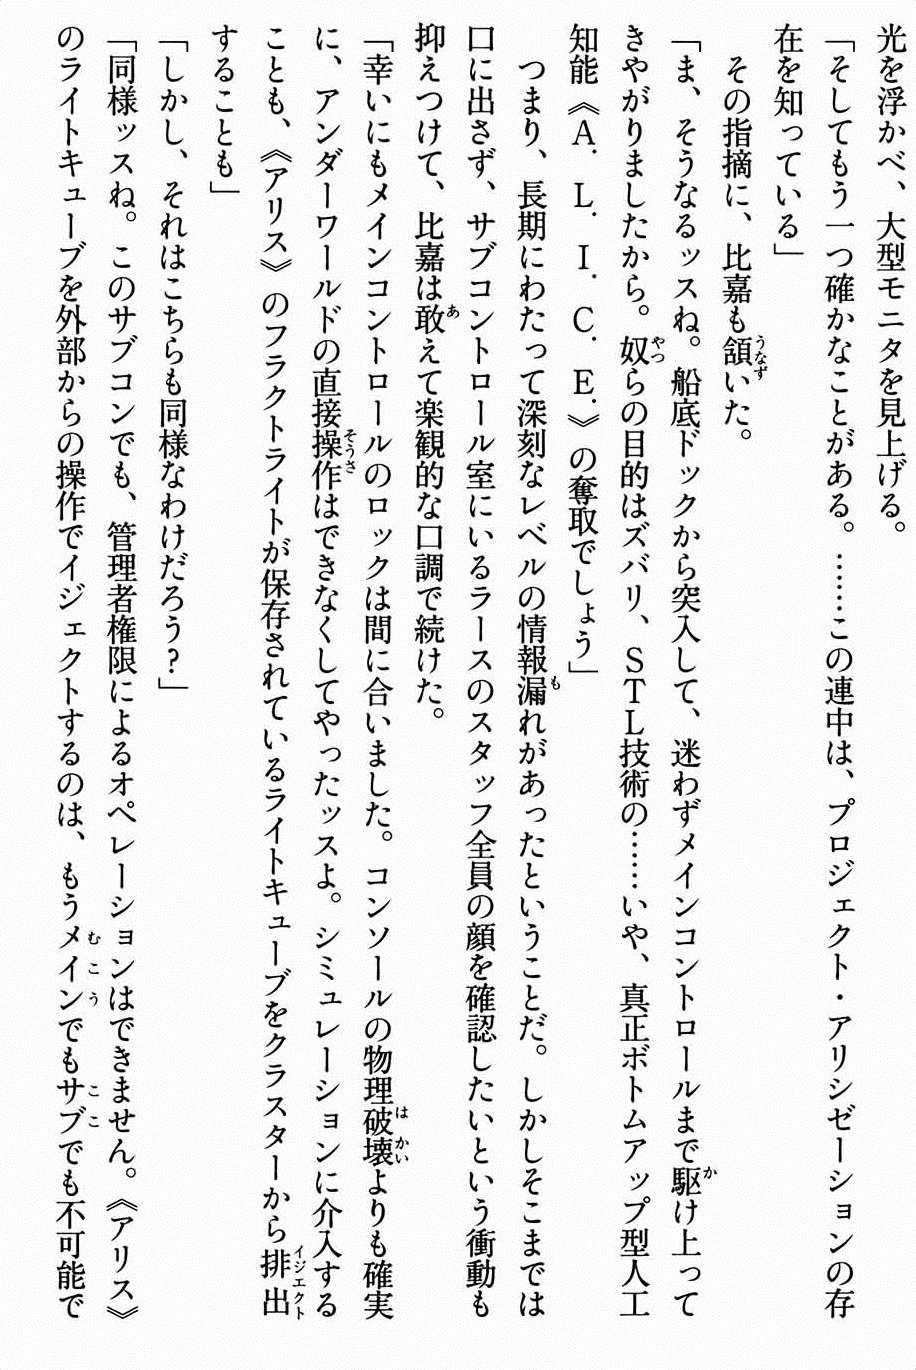 光を浮かべ、大型モニタを見上げる。
「そしてもう一つ確かなことがある。……この連中は、プロジェクト・アリシゼーションの存
在を知っている」
その指摘に、比嘉も頷いた。
「ま、そうなるッスね。船底ドックから突入して、迷わずメインコントロールまで駆け上って
きやがりましたから。奴らの目的はズバリ、STL技術の……いや、真正ボトムアップ型人工
知能《A.L.I.C.E.》の奪取でしょう」
つまり、長期にわたって深刻なレベルの情報漏れがあったということだ。しかしそこまでは
口に出さず、サブコントロール室にいるラースのスタッフ全員の顔を確認したいという衝動も
抑えつけて、比嘉は敢えて楽観的な口調で続けた。
「幸いにもメインコントロールのロックは間に合いました。コンソールの物理破壊よりも確実
に、アンダーワールドの直接操作はできなくしてやったッスよ。シミュレーションに介入する
ことも、《アリス》のフラクトライトが保存されているライトキューブをクラスターから排出
することも」
「しかし、それはこちらも同様なわけだろう?」
「同様ッスね。このサブコンでも、管理者権限によるオペレーションはできません。《アリス》
のライトキューブを外部からの操作でイジェクトするのは、もうメインでもサブでも不可能で